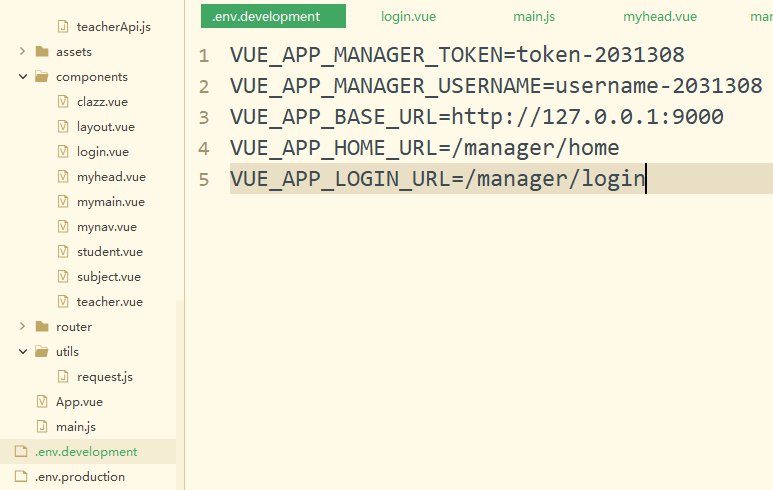 teacherApi.js
assets
components
clazz.vue
layout.vue
login.vue
myhead.vue
mymain.vue
mynav.vue
student.vue
subject.vue
teacher.vue
router
utils
request.js
App.vue
main.js
.env.development
.env.production
.env.development login.vue main.js myhead.vue mar
1 VUE_APP_MANAGER_TOKEN=token-2031308
2 VUE_APP_MANAGER_USERNAME=username-2031308
3 VUE_APP_BASE_URL=http://127.0.0.1:9000
4 VUE_APP_HOME_URL=/manager/home
5 VUE_APP_LOGIN_URL=/manager/login